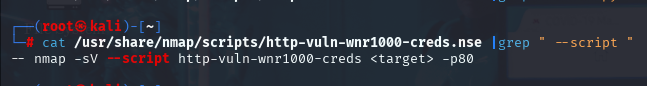 ┌──(root㉿kali)-[~]
└─# cat /usr/share/nmap/scripts/http-vuln-wnr1000-creds.nse |grep " --script "
-- nmap -sV --script http-vuln-wnr1000-creds <target> -p80